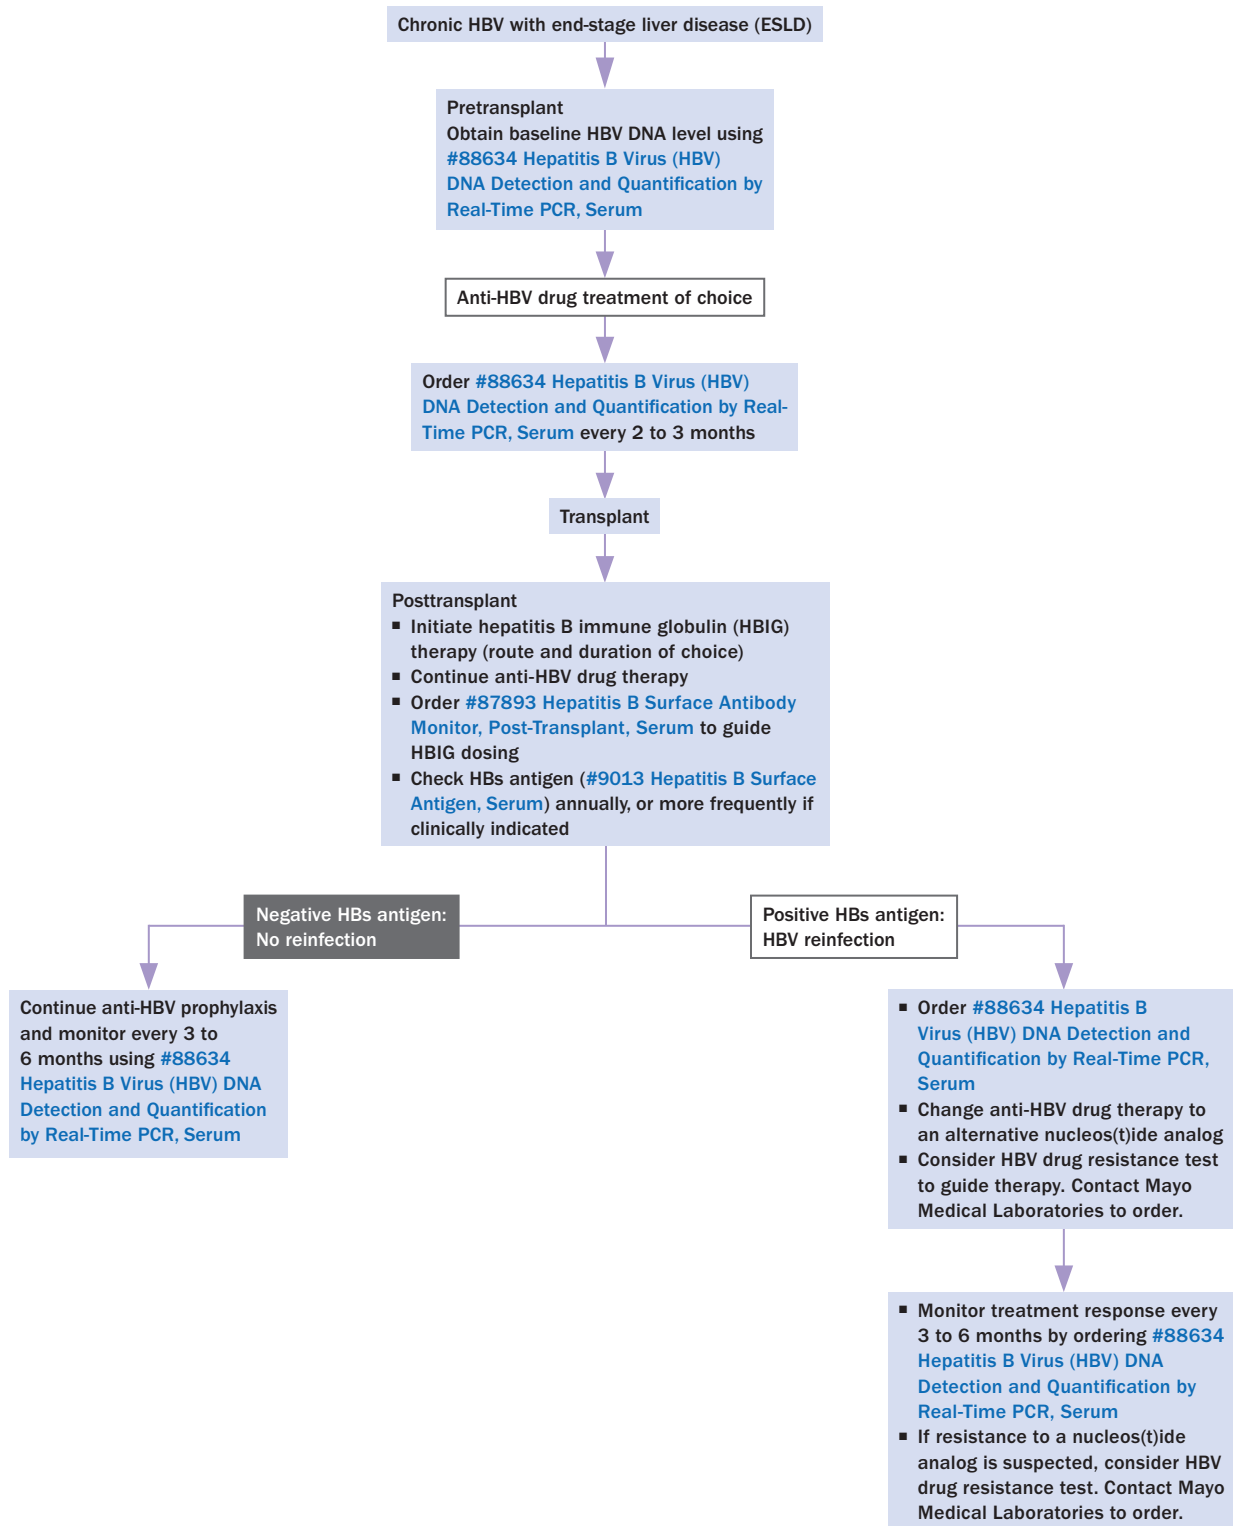 Chronic HBV with end-stage liver disease (ESLD)
Pretransplant
Obtain baseline HBV DNA level using
#88634 Hepatitis B Virus (HBV)
DNA Detection and Quantification by
Real-Time PCR, Serum
Anti-HBV drug treatment of choice
Order #88634 Hepatitis B Virus (HBV)
DNA Detection and Quantification by Real-
Time PCR, Serum every 2 to 3 months
Transplant
Posttransplant
▪ Initiate hepatitis B immune globulin (HBIG)
therapy (route and duration of choice)
▪ Continue anti-HBV drug therapy
▪ Order #87893 Hepatitis B Surface Antibody
Monitor, Post-Transplant, Serum to guide
HBIG dosing
▪ Check HBs antigen (#9013 Hepatitis B Surface
Antigen, Serum) annually, or more frequently if
clinically indicated
Negative HBs antigen:
No reinfection
Positive HBs antigen:
HBV reinfection
Continue anti-HBV prophylaxis
and monitor every 3 to
6 months using #88634
Hepatitis B Virus (HBV) DNA
Detection and Quantification
by Real-Time PCR, Serum
▪ Order #88634 Hepatitis B
Virus (HBV) DNA Detection and
Quantification by Real-Time PCR,
Serum
▪ Change anti-HBV drug therapy to
an alternative nucleos(t)ide analog
▪ Consider HBV drug resistance test
to guide therapy. Contact Mayo
Medical Laboratories to order.
▪ Monitor treatment response every
3 to 6 months by ordering #88634
Hepatitis B Virus (HBV) DNA
Detection and Quantification by
Real-Time PCR, Serum
▪ If resistance to a nucleos(t)ide
analog is suspected, consider HBV
drug resistance test. Contact Mayo
Medical Laboratories to order.